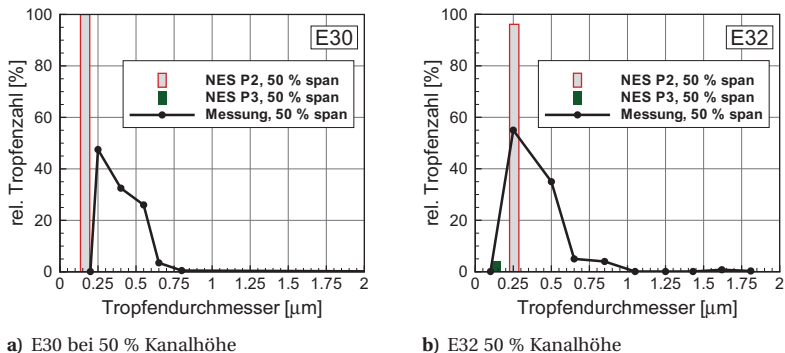 E30
100
80
60
40
20
0
rel. Tropfenzahl [%]
NES P2, 50 % span
NES P3, 50 % span
Messung, 50 % span
0 0.25 0.5 0.75 1 1.25 1.5 1.75 2
Tropfendurchmesser [µm]
a) E30 bei 50 % Kanalhöhe
E32
100
80
60
40
20
0
rel. Tropfenzahl [%]
NES P2, 50 % span
NES P3, 50 % span
Messung, 50 % span
0 0.25 0.5 0.75 1 1.25 1.5 1.75 2
Tropfendurchmesser [µm]
b) E32 50 % Kanalhöhe